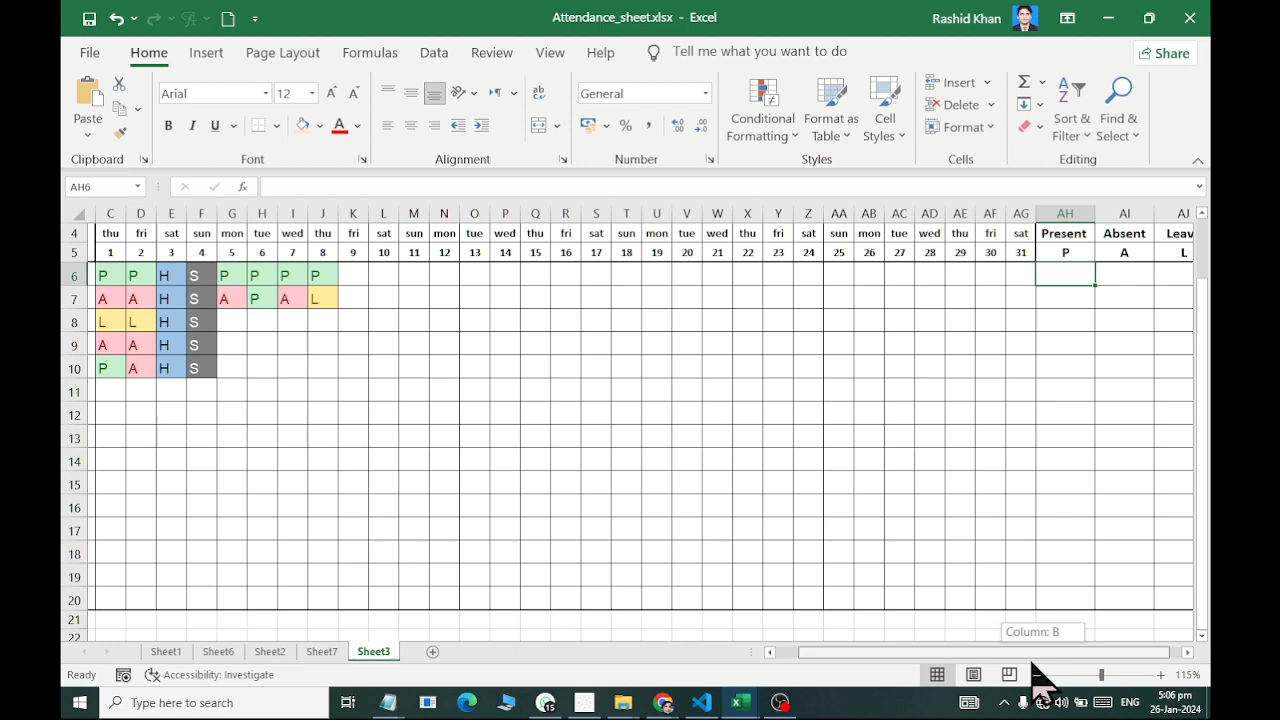 Attendance_sheet.xlsx - Excel
Rashid Khan
File Home Insert Page Layout Formulas Data Review View Help Tell me what you want to do Share
Paste
Clipboard
Arial 12
B I U A
Font
ab
Alignment
General
% ,
Number
Conditional Formatting
Format as Table
Cell Styles
Styles
Insert
Delete
Format
Cells
Σ
Sort & Filter
Find & Select
Editing
AH6 fx
C D E F G H I J K L M N O P Q R S T U V W X Y Z AA AB AC AD AE AF AG AH AI AJ
4 thu fri sat sun mon tue wed thu fri sat sun mon tue wed thu fri sat sun mon tue wed thu fri sat sun mon tue wed thu fri sat Present Absent Leav
5 1 2 3 4 5 6 7 8 9 10 11 12 13 14 15 16 17 18 19 20 21 22 23 24 25 26 27 28 29 30 31 P A L
6 P P H S P P P P
7 A A H S A P A L
8 L L H S
9 A A H S
10 P A H S
11
12
13
14
15
16
17
18
19
20
21
22
Column: B
Sheet1 Sheet6 Sheet2 Sheet7 Sheet3
Ready Accessibility: Investigate 115%
Type here to search
15
ENG
5:06 pm
26-Jan-2024